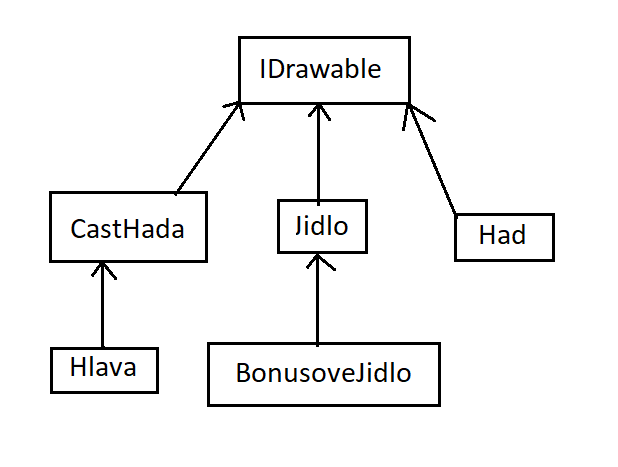 IDrawable
CastHada
Jidlo
Had
Hlava
BonusoveJidlo